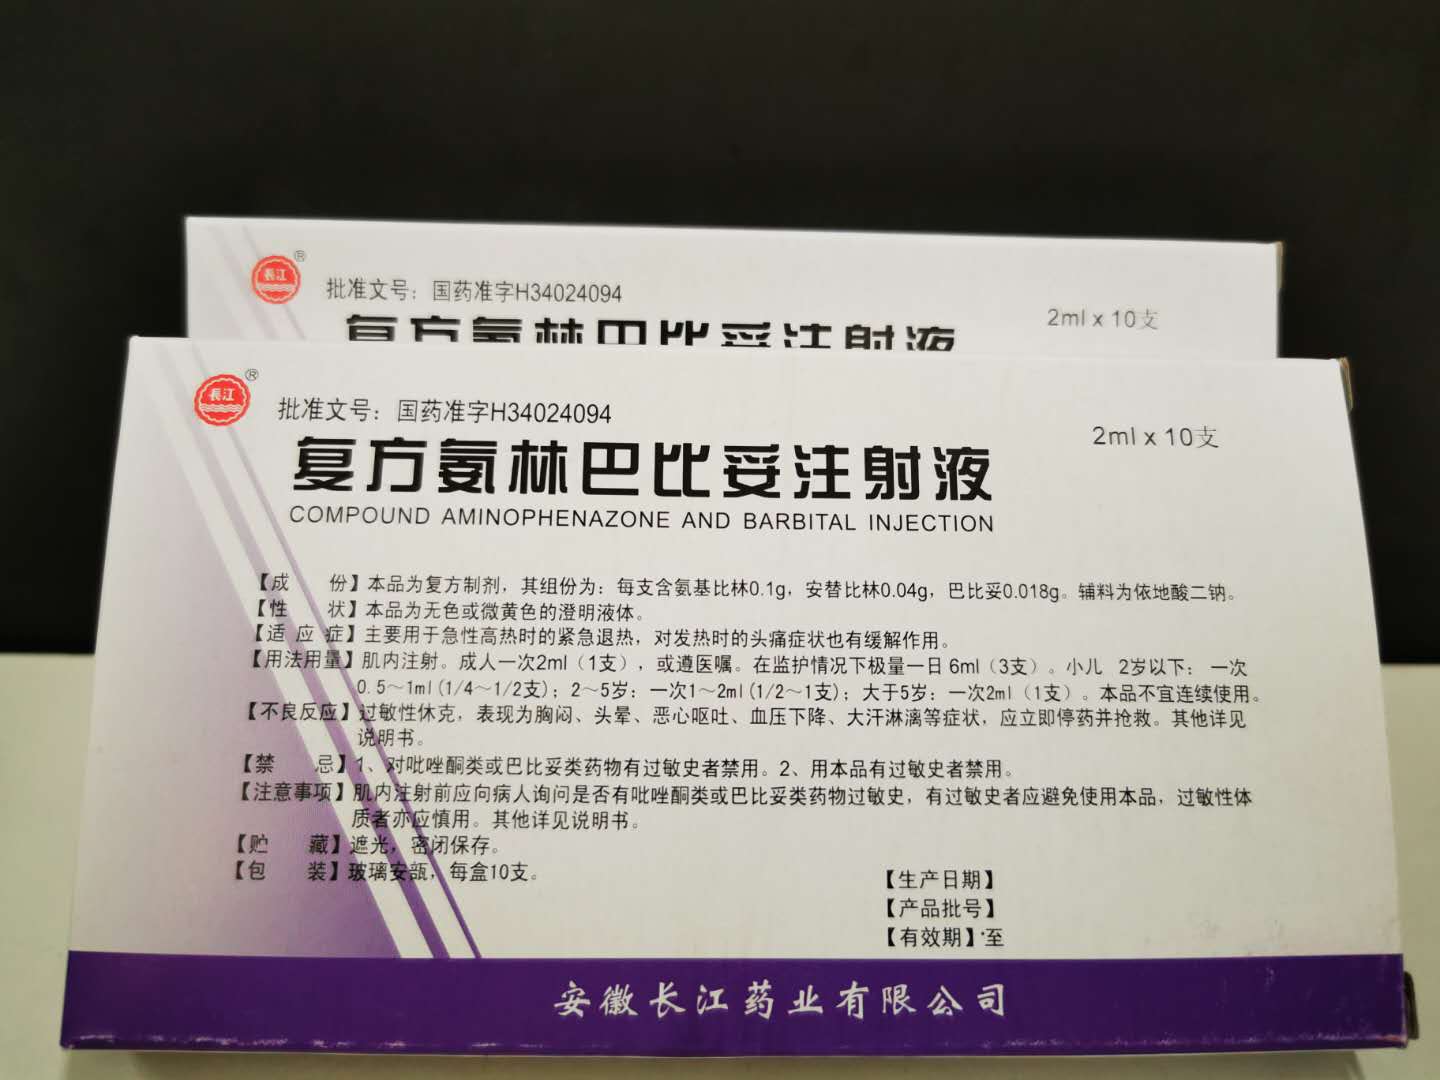 長江®
批准文号：国药准字H34024094
2ml x 10支
复方氨林巴比妥注射液
長江®
批准文号：国药准字H34024094
2ml x 10支
复方氨林巴比妥注射液
COMPOUND AMINOPHENAZONE AND BARBITAL INJECTION
【成 份】本品为复方制剂，其组份为：每支含氨基比林0.1g，安替比林0.04g，巴比妥0.018g。辅料为依地酸二钠。
【性 状】本品为无色或微黄色的澄明液体。
【适 应 症】主要用于急性高热时的紧急退热，对发热时的头痛症状也有缓解作用。
【用法用量】肌内注射。成人一次2ml（1支），或遵医嘱。在监护情况下极量一日 6ml（3支）。小儿 2岁以下：一次
0.5～1ml(1/4～1/2支)；2～5岁：一次1～2ml(1/2～1支)；大于5岁：一次2ml（1支）。本品不宜连续使用。
【不良反应】过敏性休克，表现为胸闷、头晕、恶心呕吐、血压下降、大汗淋漓等症状，应立即停药并抢救。其他详见
说明书。
【禁 忌】1、对吡唑酮类或巴比妥类药物有过敏史者禁用。2、用本品有过敏史者禁用。
【注意事项】肌内注射前应向病人询问是否有吡唑酮类或巴比妥类药物过敏史，有过敏史者应避免使用本品，过敏性体
质者亦应慎用。其他详见说明书。
【贮 藏】遮光，密闭保存。
【包 装】玻璃安瓿，每盒10支。
【生产日期】
【产品批号】
【有效期】至
安徽长江药业有限公司